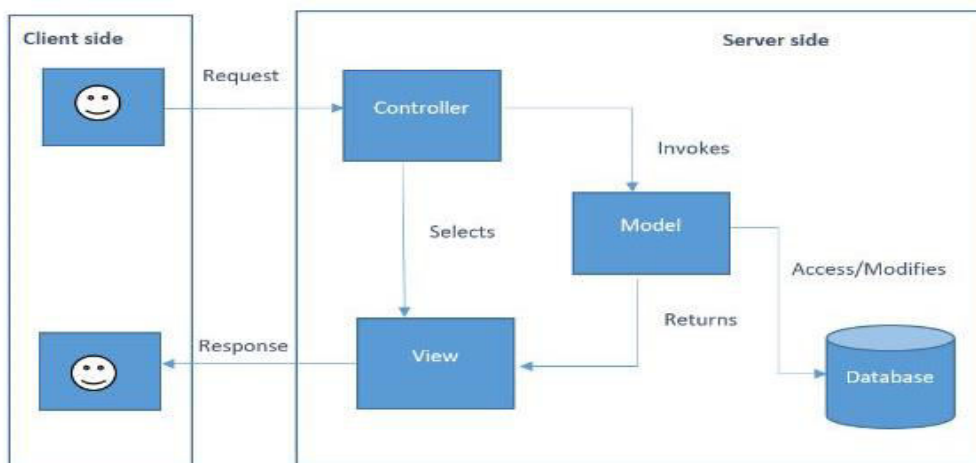 Client side
Server side
Request
Controller
Invokes
Selects
Model
Access/Modifies
Returns
Response
View
Database